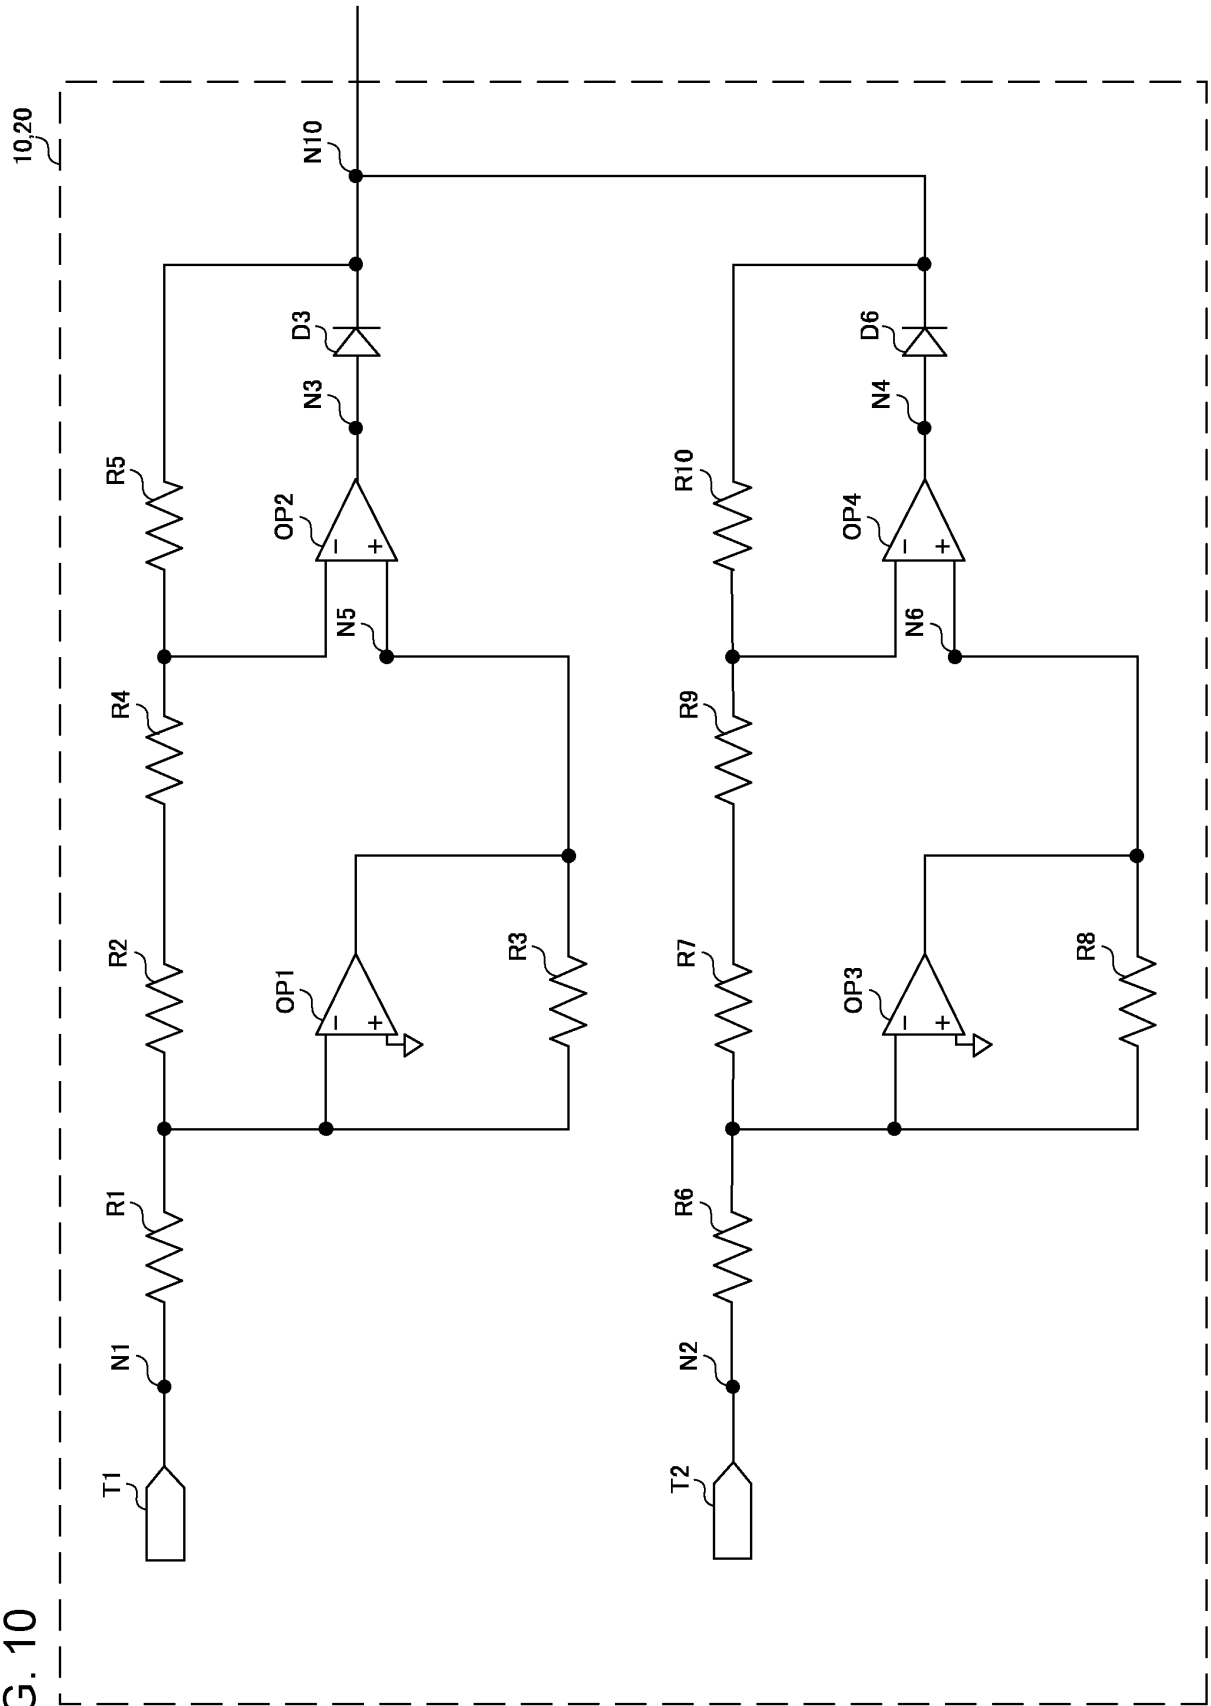 G. 10
10,20
T1
N1
R1
R2
R4
R5
OP1
−
+
R3
N5
OP2
−
+
N3
D3
N10
T2
N2
R6
R7
R9
R10
OP3
−
+
R8
N6
OP4
−
+
N4
D6